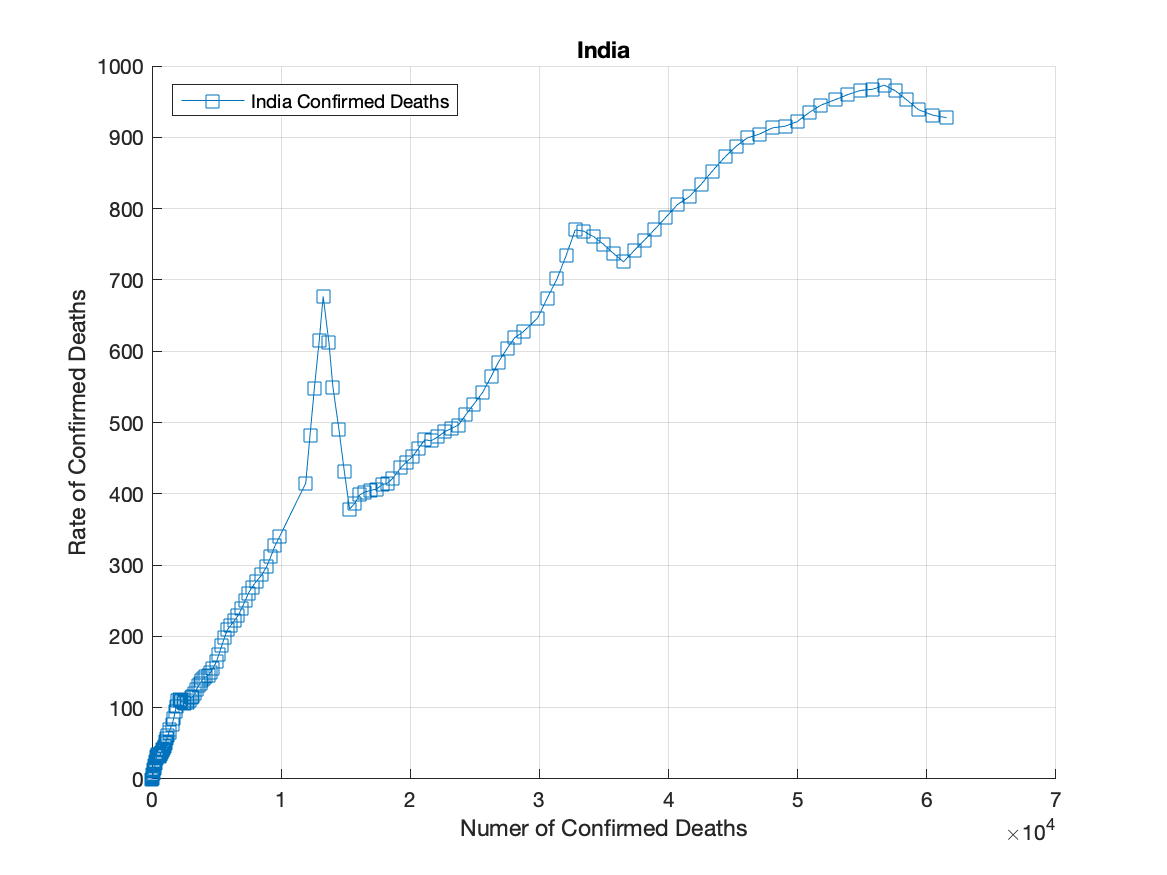 India
India Confirmed Deaths
Rate of Confirmed Deaths
1000
900
800
700
600
500
400
300
200
100
0
0 1 2 3 4 5 6 7
Numer of Confirmed Deaths
×10⁴